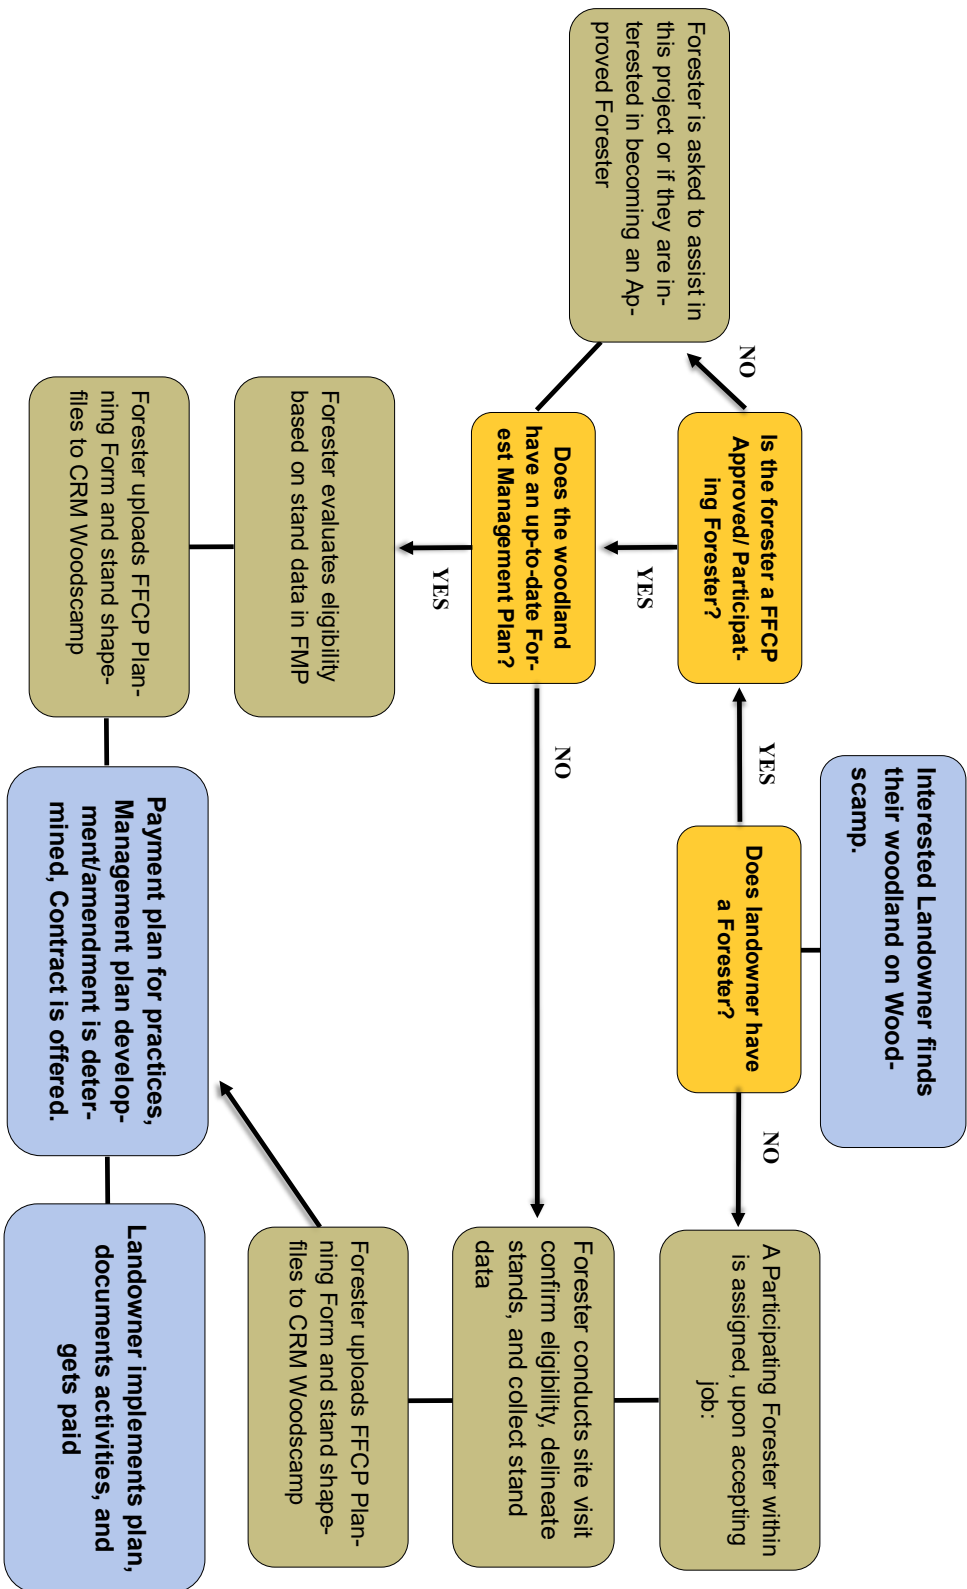 Interested Landowner finds
their woodland on Wood-
scamp.
Does landowner have
a Forester?
YES
NO
Is the forester a FFCP
Approved/ Participat-
ing Forester?
A Participating Forester within
is assigned, upon accepting
job:
NO
YES
Forester is asked to assist in
this project or if they are in-
terested in becoming an Ap-
proved Forester
Does the woodland
have an up-to-date For-
est Management Plan?
NO
YES
Forester conducts site visit
confirm eligibility, delineate
stands, and collect stand
data
Forester evaluates eligibility
based on stand data in FMP
Forester uploads FFCP Plan-
ning Form and stand shape-
files to CRM Woodscamp
Forester uploads FFCP Plan-
ning Form and stand shape-
files to CRM Woodscamp
Payment plan for practices,
Management plan develop-
ment/amendment is deter-
mined, Contract is offered.
Landowner implements plan,
documents activities, and
gets paid